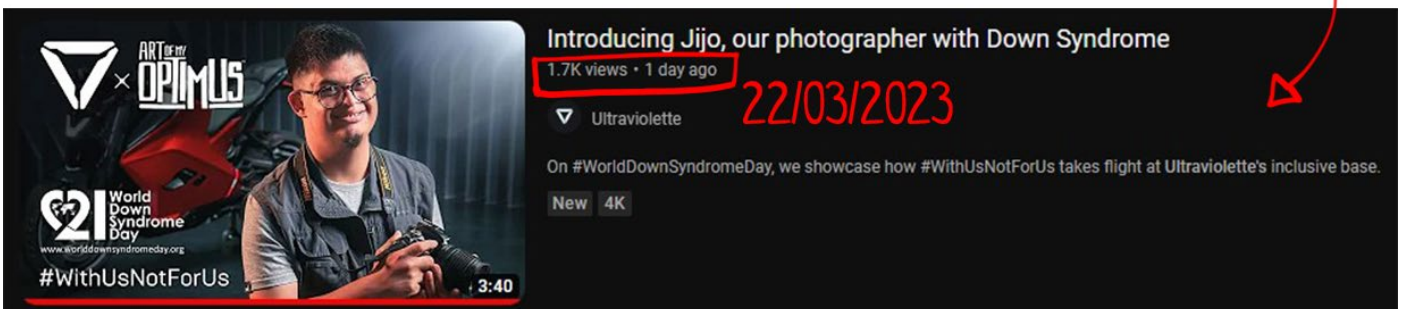 ART OF MY
OPTIMUS
×
World
Down
Syndrome
Day
www.worlddownsyndromeday.org
#WithUsNotForUs
3:40
Introducing Jijo, our photographer with Down Syndrome
1.7K views • 1 day ago
22/03/2023
Ultraviolette
On #WorldDownSyndromeDay, we showcase how #WithUsNotForUs takes flight at Ultraviolette's inclusive base.
New 4K